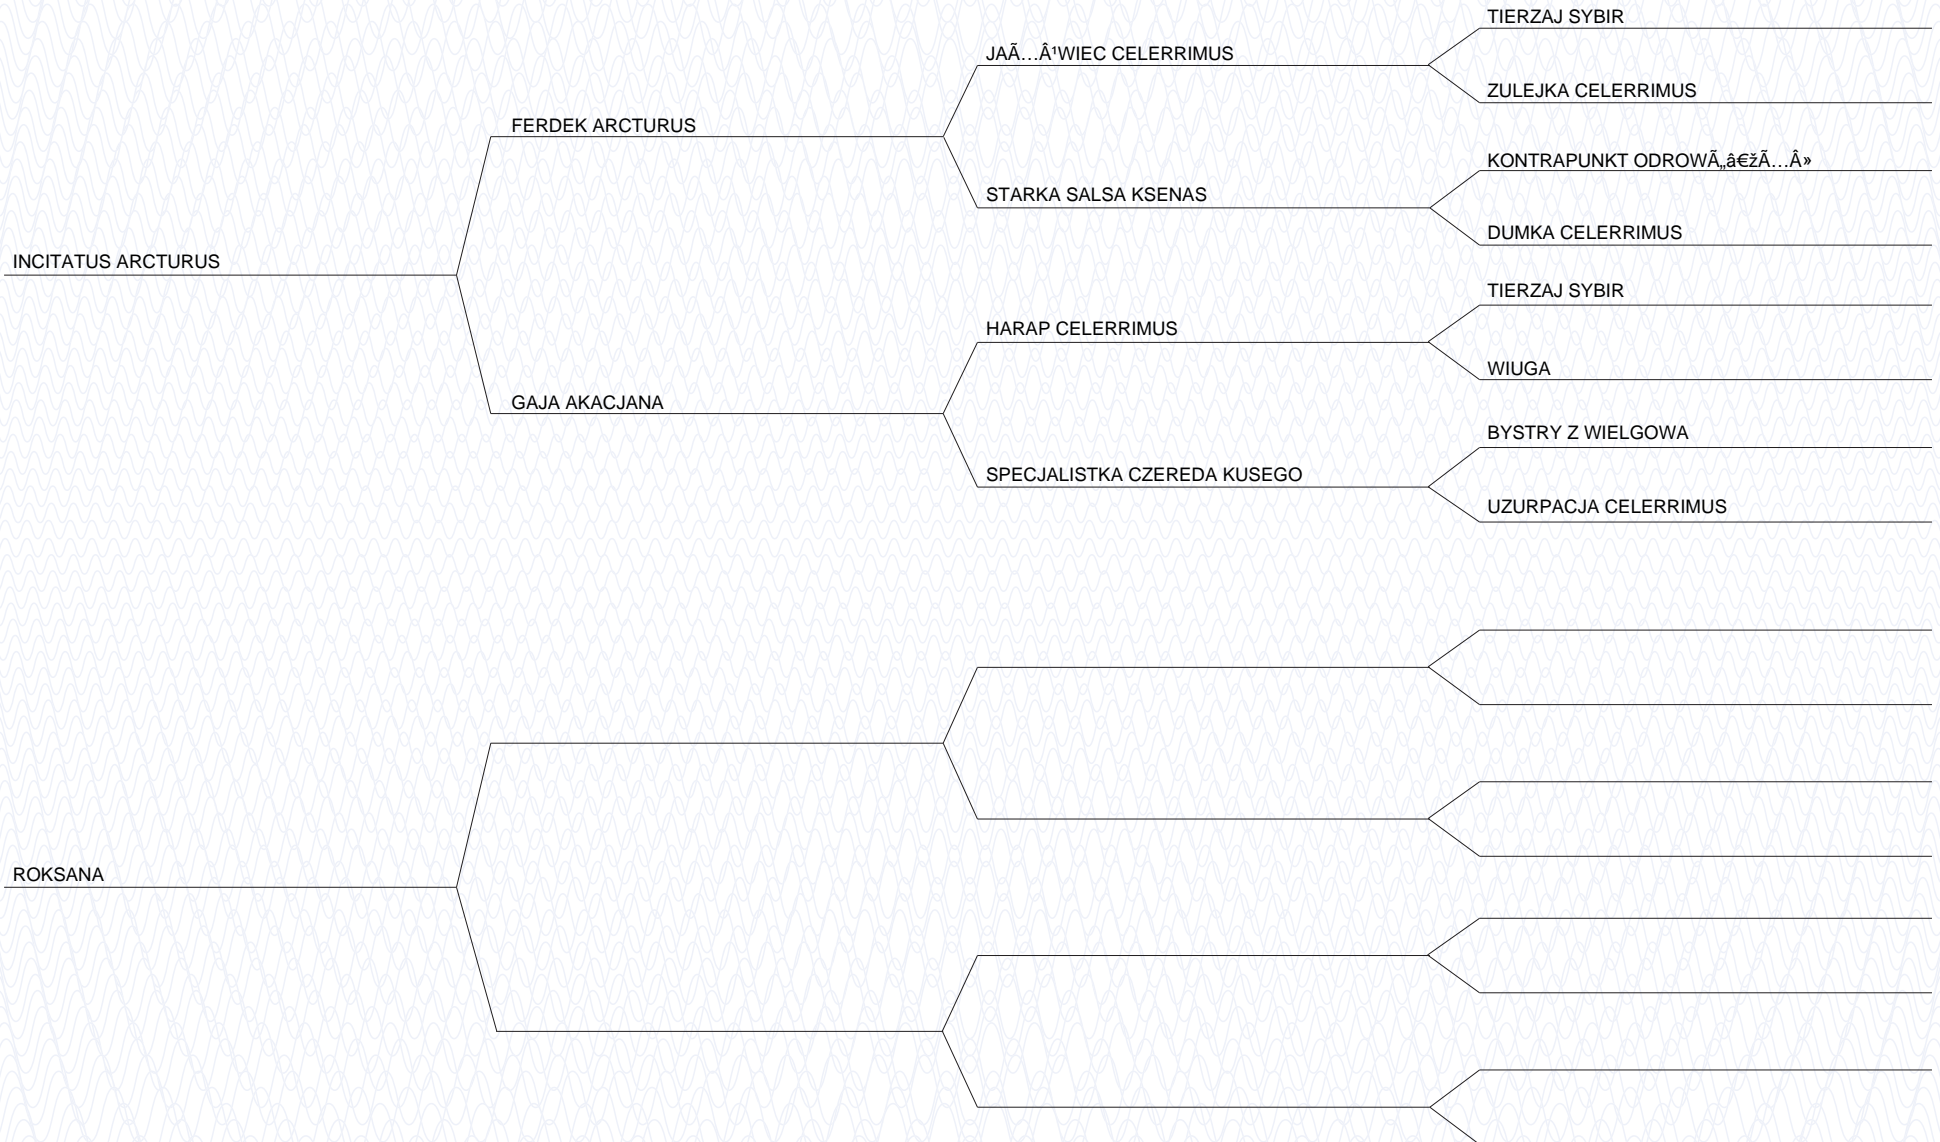 TIERZAJ SYBIR
JAÃ…Â¹WIEC CELERRIMUS
ZULEJKA CELERRIMUS
FERDEK ARCTURUS
KONTRAPUNKT ODROWÃ„â€žÃ…Â»
STARKA SALSA KSENAS
DUMKA CELERRIMUS
INCITATUS ARCTURUS
TIERZAJ SYBIR
HARAP CELERRIMUS
WIUGA
GAJA AKACJANA
BYSTRY Z WIELGOWA
SPECJALISTKA CZEREDA KUSEGO
UZURPACJA CELERRIMUS
ROKSANA